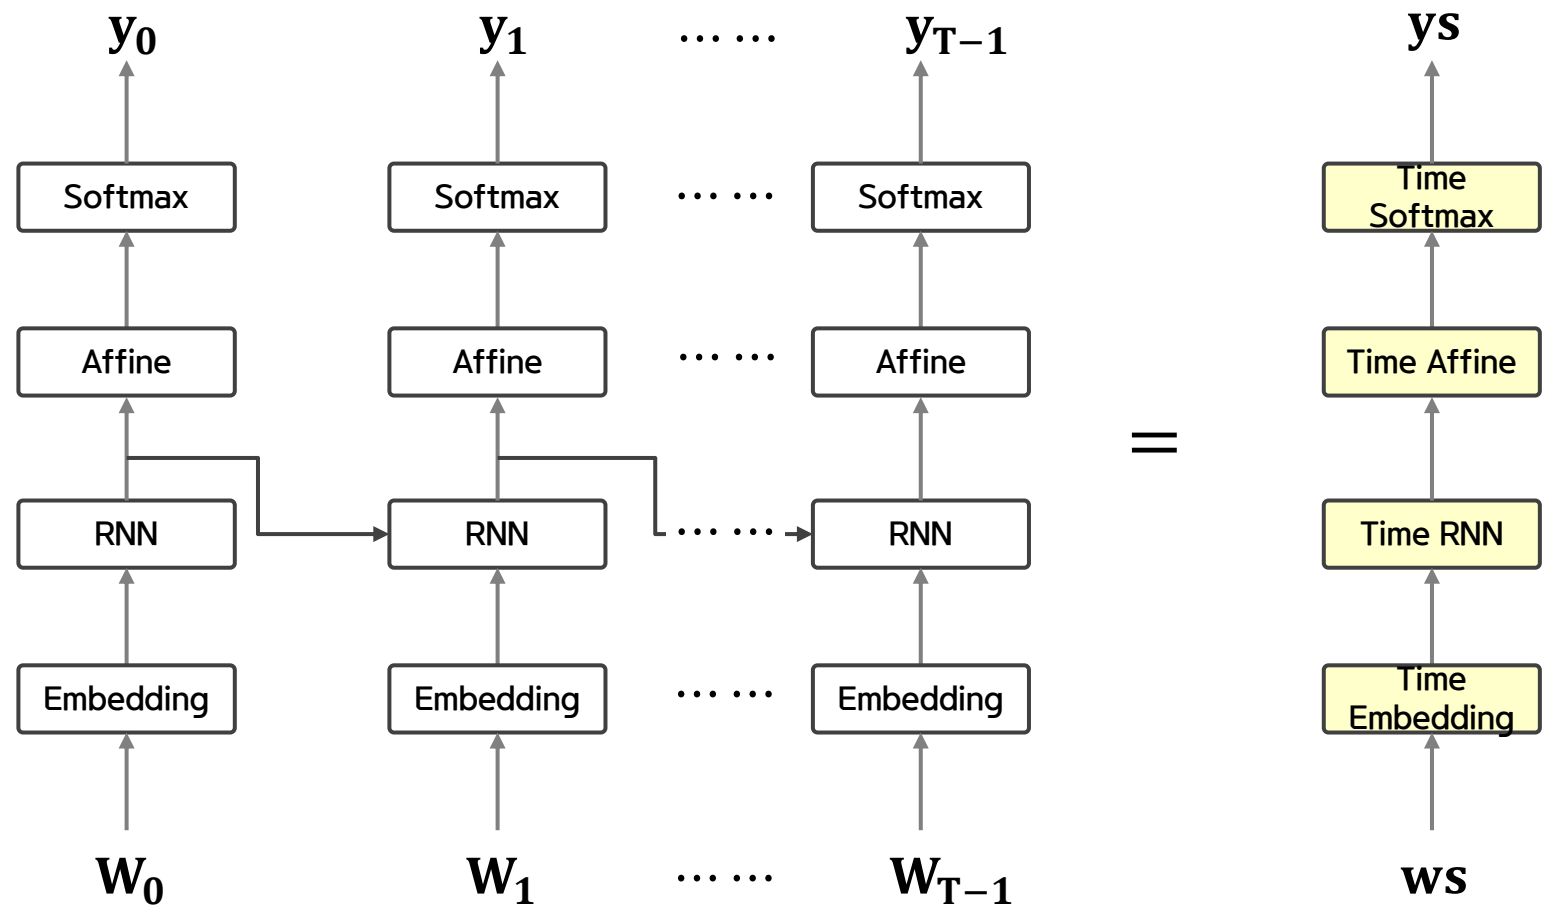 y0 y1 …… yT−1 ys
Softmax Softmax …… Softmax Time
Softmax
Affine Affine …… Affine Time Affine
=
RNN RNN …… RNN Time RNN
Embedding Embedding …… Embedding Time
Embedding
W0 W1 …… WT−1 ws